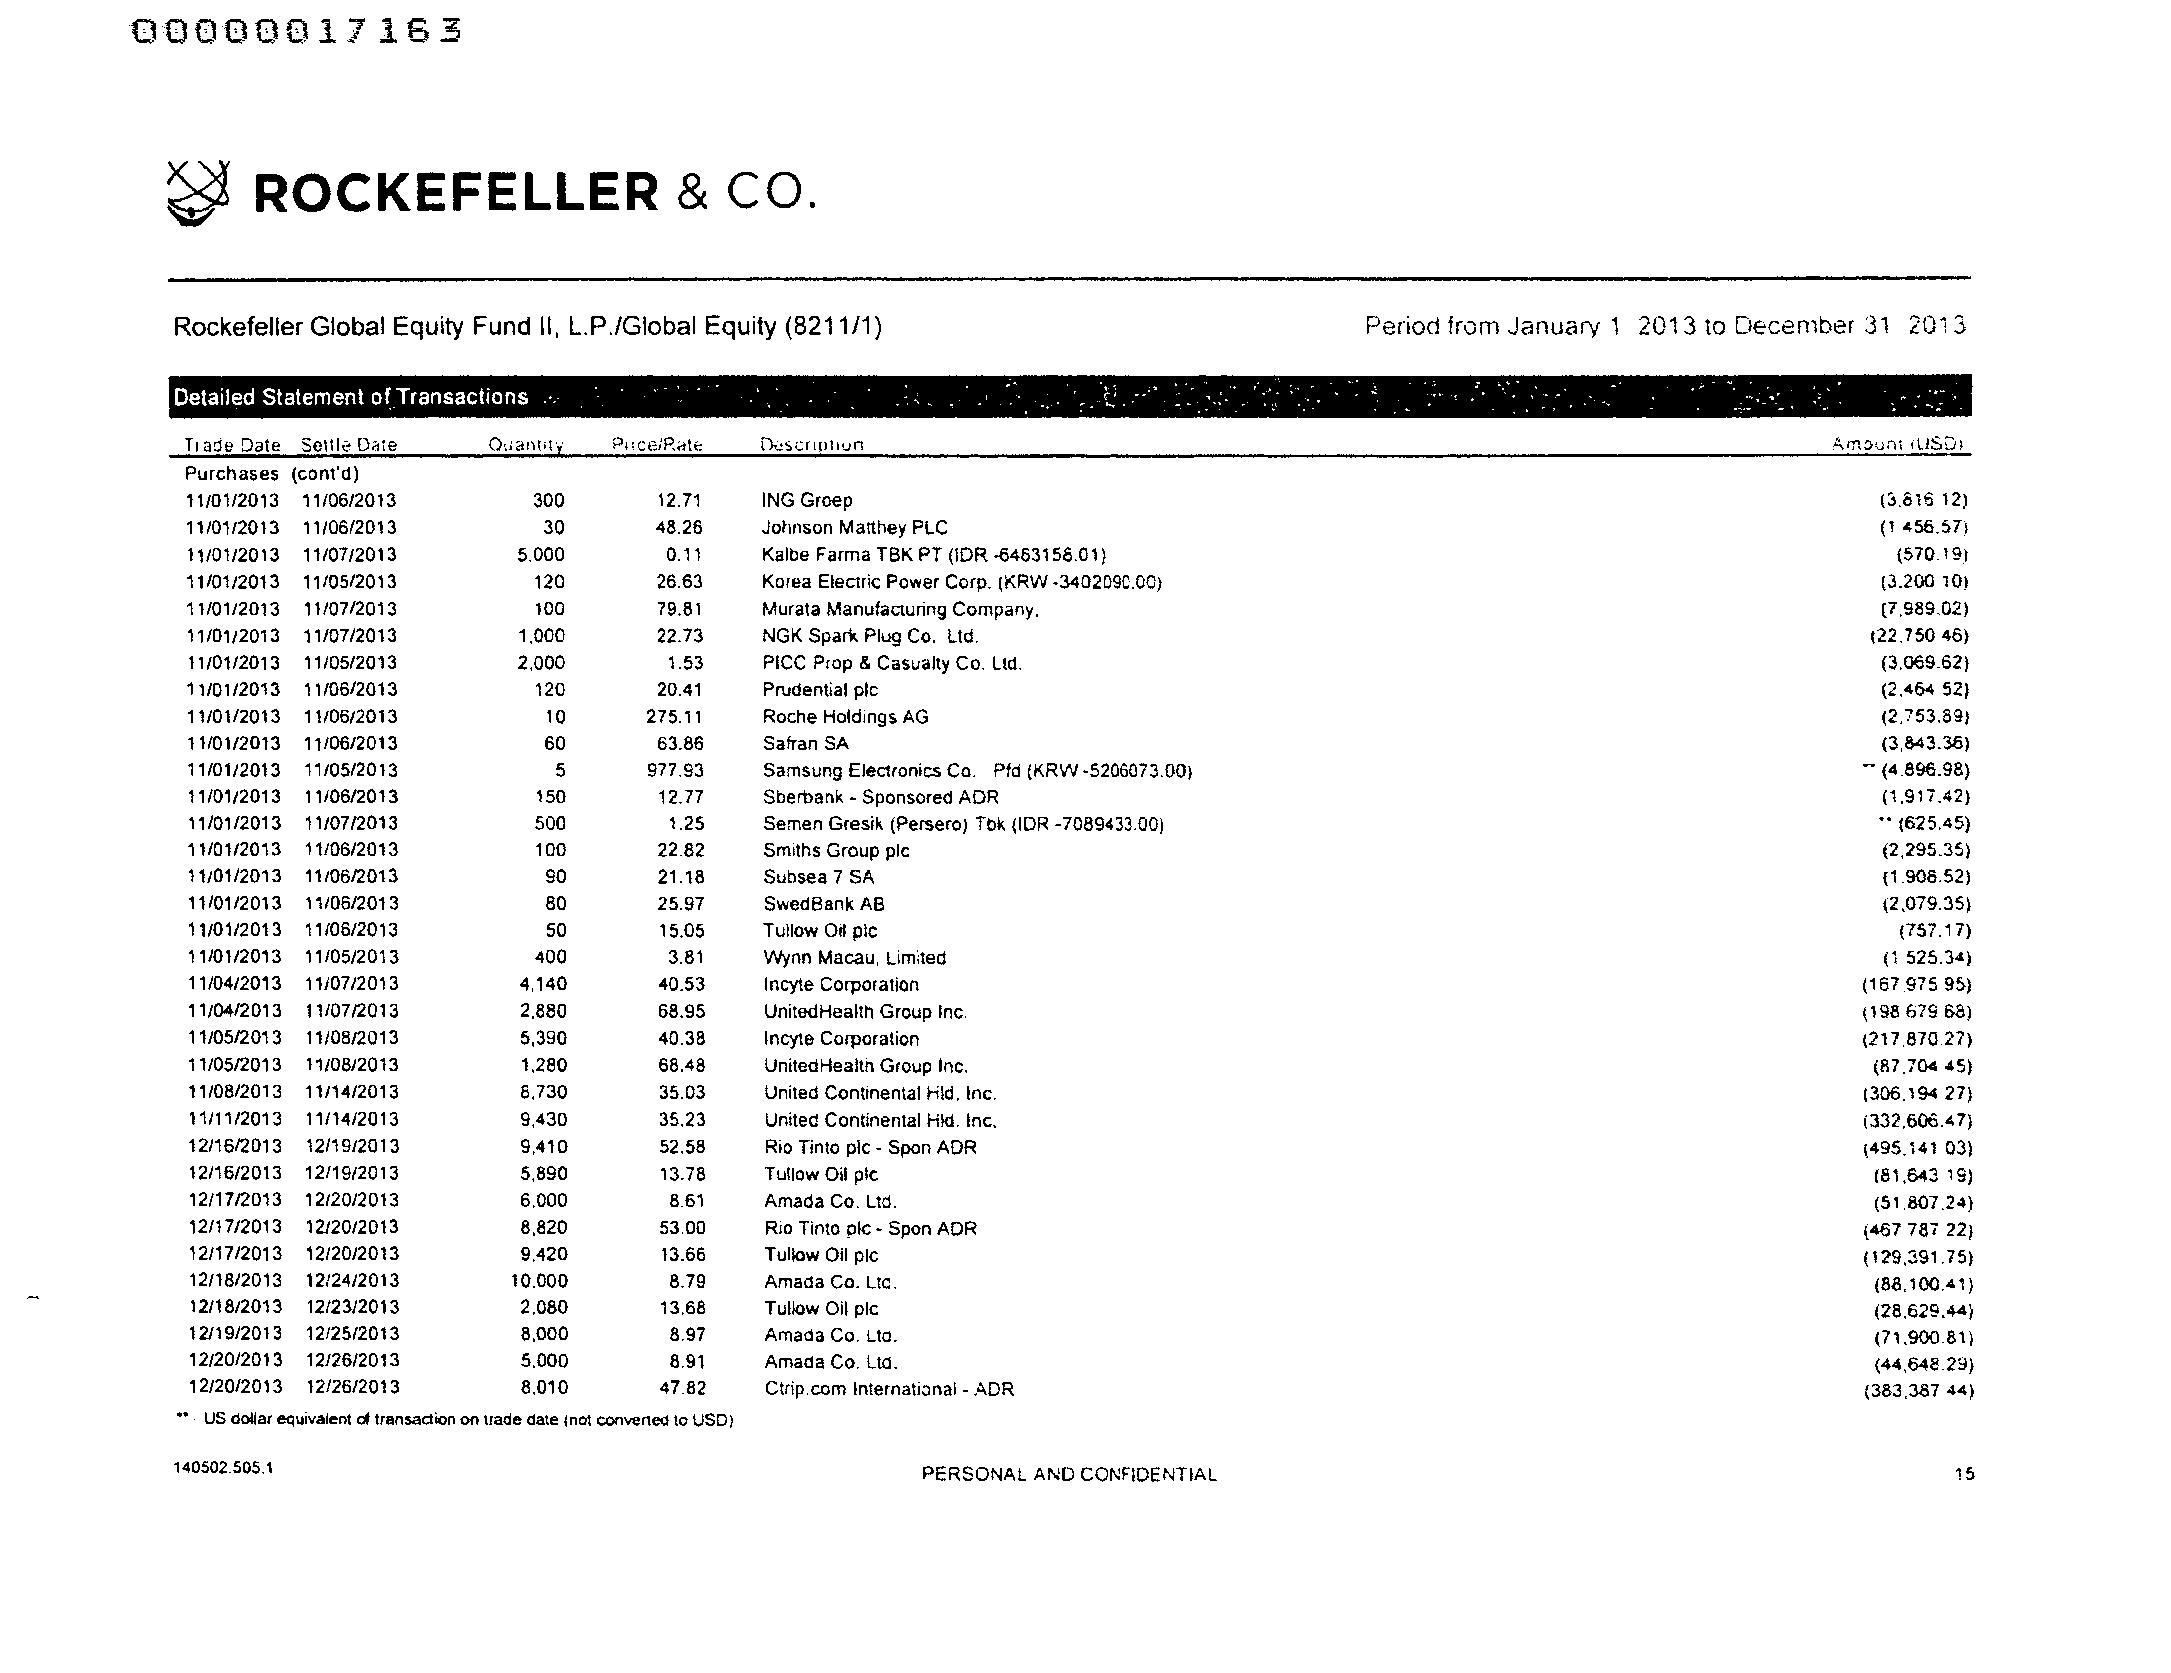 00000017163
ROCKEFELLER & CO.
Rockefeller Global Equity Fund II, L.P./Global Equity (8211/1) Period from January 1 2013 to December 31 2013
Detailed Statement of Transactions
Trade Date Settle Date Quantity Price/Rate Description Amount (USD)
Purchases (cont'd)
11/01/2013 11/06/2013 300 12.71 ING Groep (3,816 12)
11/01/2013 11/06/2013 30 48.26 Johnson Matthey PLC (1 456.57)
11/01/2013 11/07/2013 5,000 0.11 Kalbe Farma TBK PT (IDR -6463158.01) (570.19)
11/01/2013 11/05/2013 120 26.63 Korea Electric Power Corp. (KRW -3402090.00) (3.200 10)
11/01/2013 11/07/2013 100 79.81 Murata Manufacturing Company, (7,989.02)
11/01/2013 11/07/2013 1,000 22.73 NGK Spark Plug Co. Ltd. (22,750 46)
11/01/2013 11/05/2013 2,000 1.53 PICC Prop & Casualty Co. Ltd. (3,069.62)
11/01/2013 11/06/2013 120 20.41 Prudential plc (2,464 52)
11/01/2013 11/06/2013 10 275.11 Roche Holdings AG (2,753.89)
11/01/2013 11/06/2013 60 63.86 Safran SA (3,843.36)
11/01/2013 11/05/2013 5 977.93 Samsung Electronics Co. Pfd (KRW -5206073.00) ** (4.896.98)
11/01/2013 11/06/2013 150 12.77 Sberbank - Sponsored ADR (1,917.42)
11/01/2013 11/07/2013 500 1.25 Semen Gresik (Persero) Tbk (IDR -7089433.00) ** (625.45)
11/01/2013 11/06/2013 100 22.82 Smiths Group plc (2,295.35)
11/01/2013 11/06/2013 90 21.18 Subsea 7 SA (1.908.52)
11/01/2013 11/06/2013 80 25.97 SwedBank AB (2,079.35)
11/01/2013 11/06/2013 50 15.05 Tullow Oil plc (757.17)
11/01/2013 11/05/2013 400 3.81 Wynn Macau, Limited (1 525.34)
11/04/2013 11/07/2013 4,140 40.53 Incyte Corporation (167 975 95)
11/04/2013 11/07/2013 2,880 68.95 UnitedHealth Group Inc. (198 679 68)
11/05/2013 11/08/2013 5,390 40.38 Incyte Corporation (217,870.27)
11/05/2013 11/08/2013 1,280 68.48 UnitedHealth Group Inc. (87,704 45)
11/08/2013 11/14/2013 8,730 35.03 United Continental Hld. Inc. (306,194 27)
11/11/2013 11/14/2013 9,430 35.23 United Continental Hld. Inc. (332,606.47)
12/16/2013 12/19/2013 9,410 52.58 Rio Tinto plc - Spon ADR (495,141 03)
12/16/2013 12/19/2013 5,890 13.78 Tullow Oil plc (81,643 19)
12/17/2013 12/20/2013 6,000 8.61 Amada Co. Ltd. (51,807.24)
12/17/2013 12/20/2013 8,820 53.00 Rio Tinto plc - Spon ADR (467 787 22)
12/17/2013 12/20/2013 9,420 13.66 Tullow Oil plc (129,391.75)
12/18/2013 12/24/2013 10,000 8.79 Amada Co. Ltd. (88,100.41)
12/18/2013 12/23/2013 2,080 13.68 Tullow Oil plc (28,629.44)
12/19/2013 12/25/2013 8,000 8.97 Amada Co. Ltd. (71,900.81)
12/20/2013 12/26/2013 5,000 8.91 Amada Co. Ltd. (44,648.29)
12/20/2013 12/26/2013 8,010 47.82 Ctrip.com International - ADR (383,387 44)
** US dollar equivalent of transaction on trade date (not converted to USD)
140502.505.1 PERSONAL AND CONFIDENTIAL 15